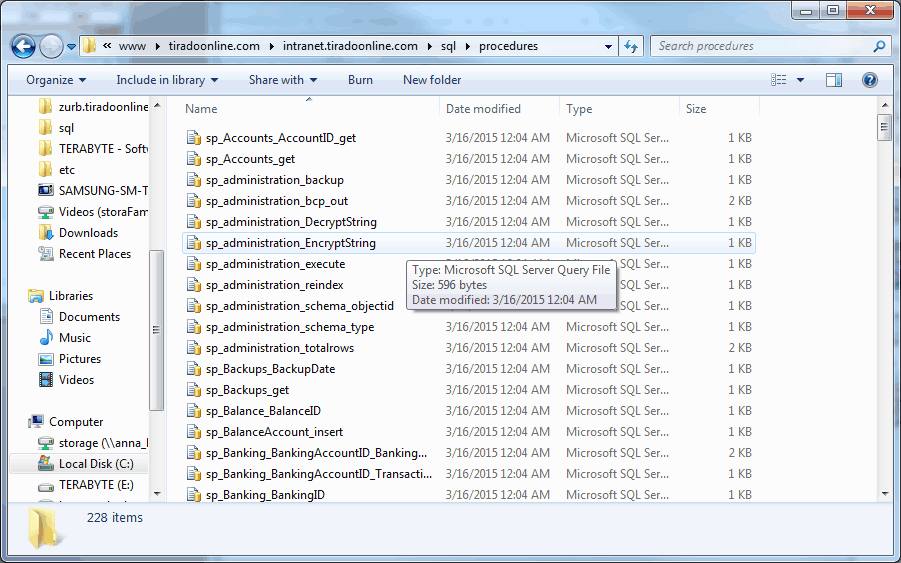 « www ▸ tiradoonline.com ▸ intranet.tiradoonline.com ▸ sql ▸ procedures
Search procedures
Organize Include in library Share with Burn New folder
zurb.tiradoonline
sql
TERABYTE - Softw
etc
SAMSUNG-SM-T
Videos (storaFam
Downloads
Recent Places
Libraries
Documents
Music
Pictures
Videos
Computer
storage (\\anna_
Local Disk (C:)
TERABYTE (E:)
Name Date modified Type Size
sp_Accounts_AccountID_get 3/16/2015 12:04 AM Microsoft SQL Ser... 1 KB
sp_Accounts_get 3/16/2015 12:04 AM Microsoft SQL Ser... 1 KB
sp_administration_backup 3/16/2015 12:04 AM Microsoft SQL Ser... 1 KB
sp_administration_bcp_out 3/16/2015 12:04 AM Microsoft SQL Ser... 2 KB
sp_administration_DecryptString 3/16/2015 12:04 AM Microsoft SQL Ser... 1 KB
sp_administration_EncryptString 3/16/2015 12:04 AM Microsoft SQL Ser... 1 KB
sp_administration_execute 1 KB
sp_administration_reindex 1 KB
sp_administration_schema_objectid 1 KB
Type: Microsoft SQL Server Query File
Size: 596 bytes
Date modified: 3/16/2015 12:04 AM
sp_administration_schema_type 3/16/2015 12:04 AM Microsoft SQL Ser... 1 KB
sp_administration_totalrows 3/16/2015 12:04 AM Microsoft SQL Ser... 2 KB
sp_Backups_BackupDate 3/16/2015 12:04 AM Microsoft SQL Ser... 1 KB
sp_Backups_get 3/16/2015 12:04 AM Microsoft SQL Ser... 1 KB
sp_Balance_BalanceID 3/16/2015 12:04 AM Microsoft SQL Ser... 1 KB
sp_BalanceAccount_insert 3/16/2015 12:04 AM Microsoft SQL Ser... 1 KB
sp_Banking_BankingAccountID_Banking... 3/16/2015 12:04 AM Microsoft SQL Ser... 2 KB
sp_Banking_BankingAccountID_Transacti... 3/16/2015 12:04 AM Microsoft SQL Ser... 1 KB
sp_Banking_BankingID 3/16/2015 12:04 AM Microsoft SQL Ser... 1 KB
228 items